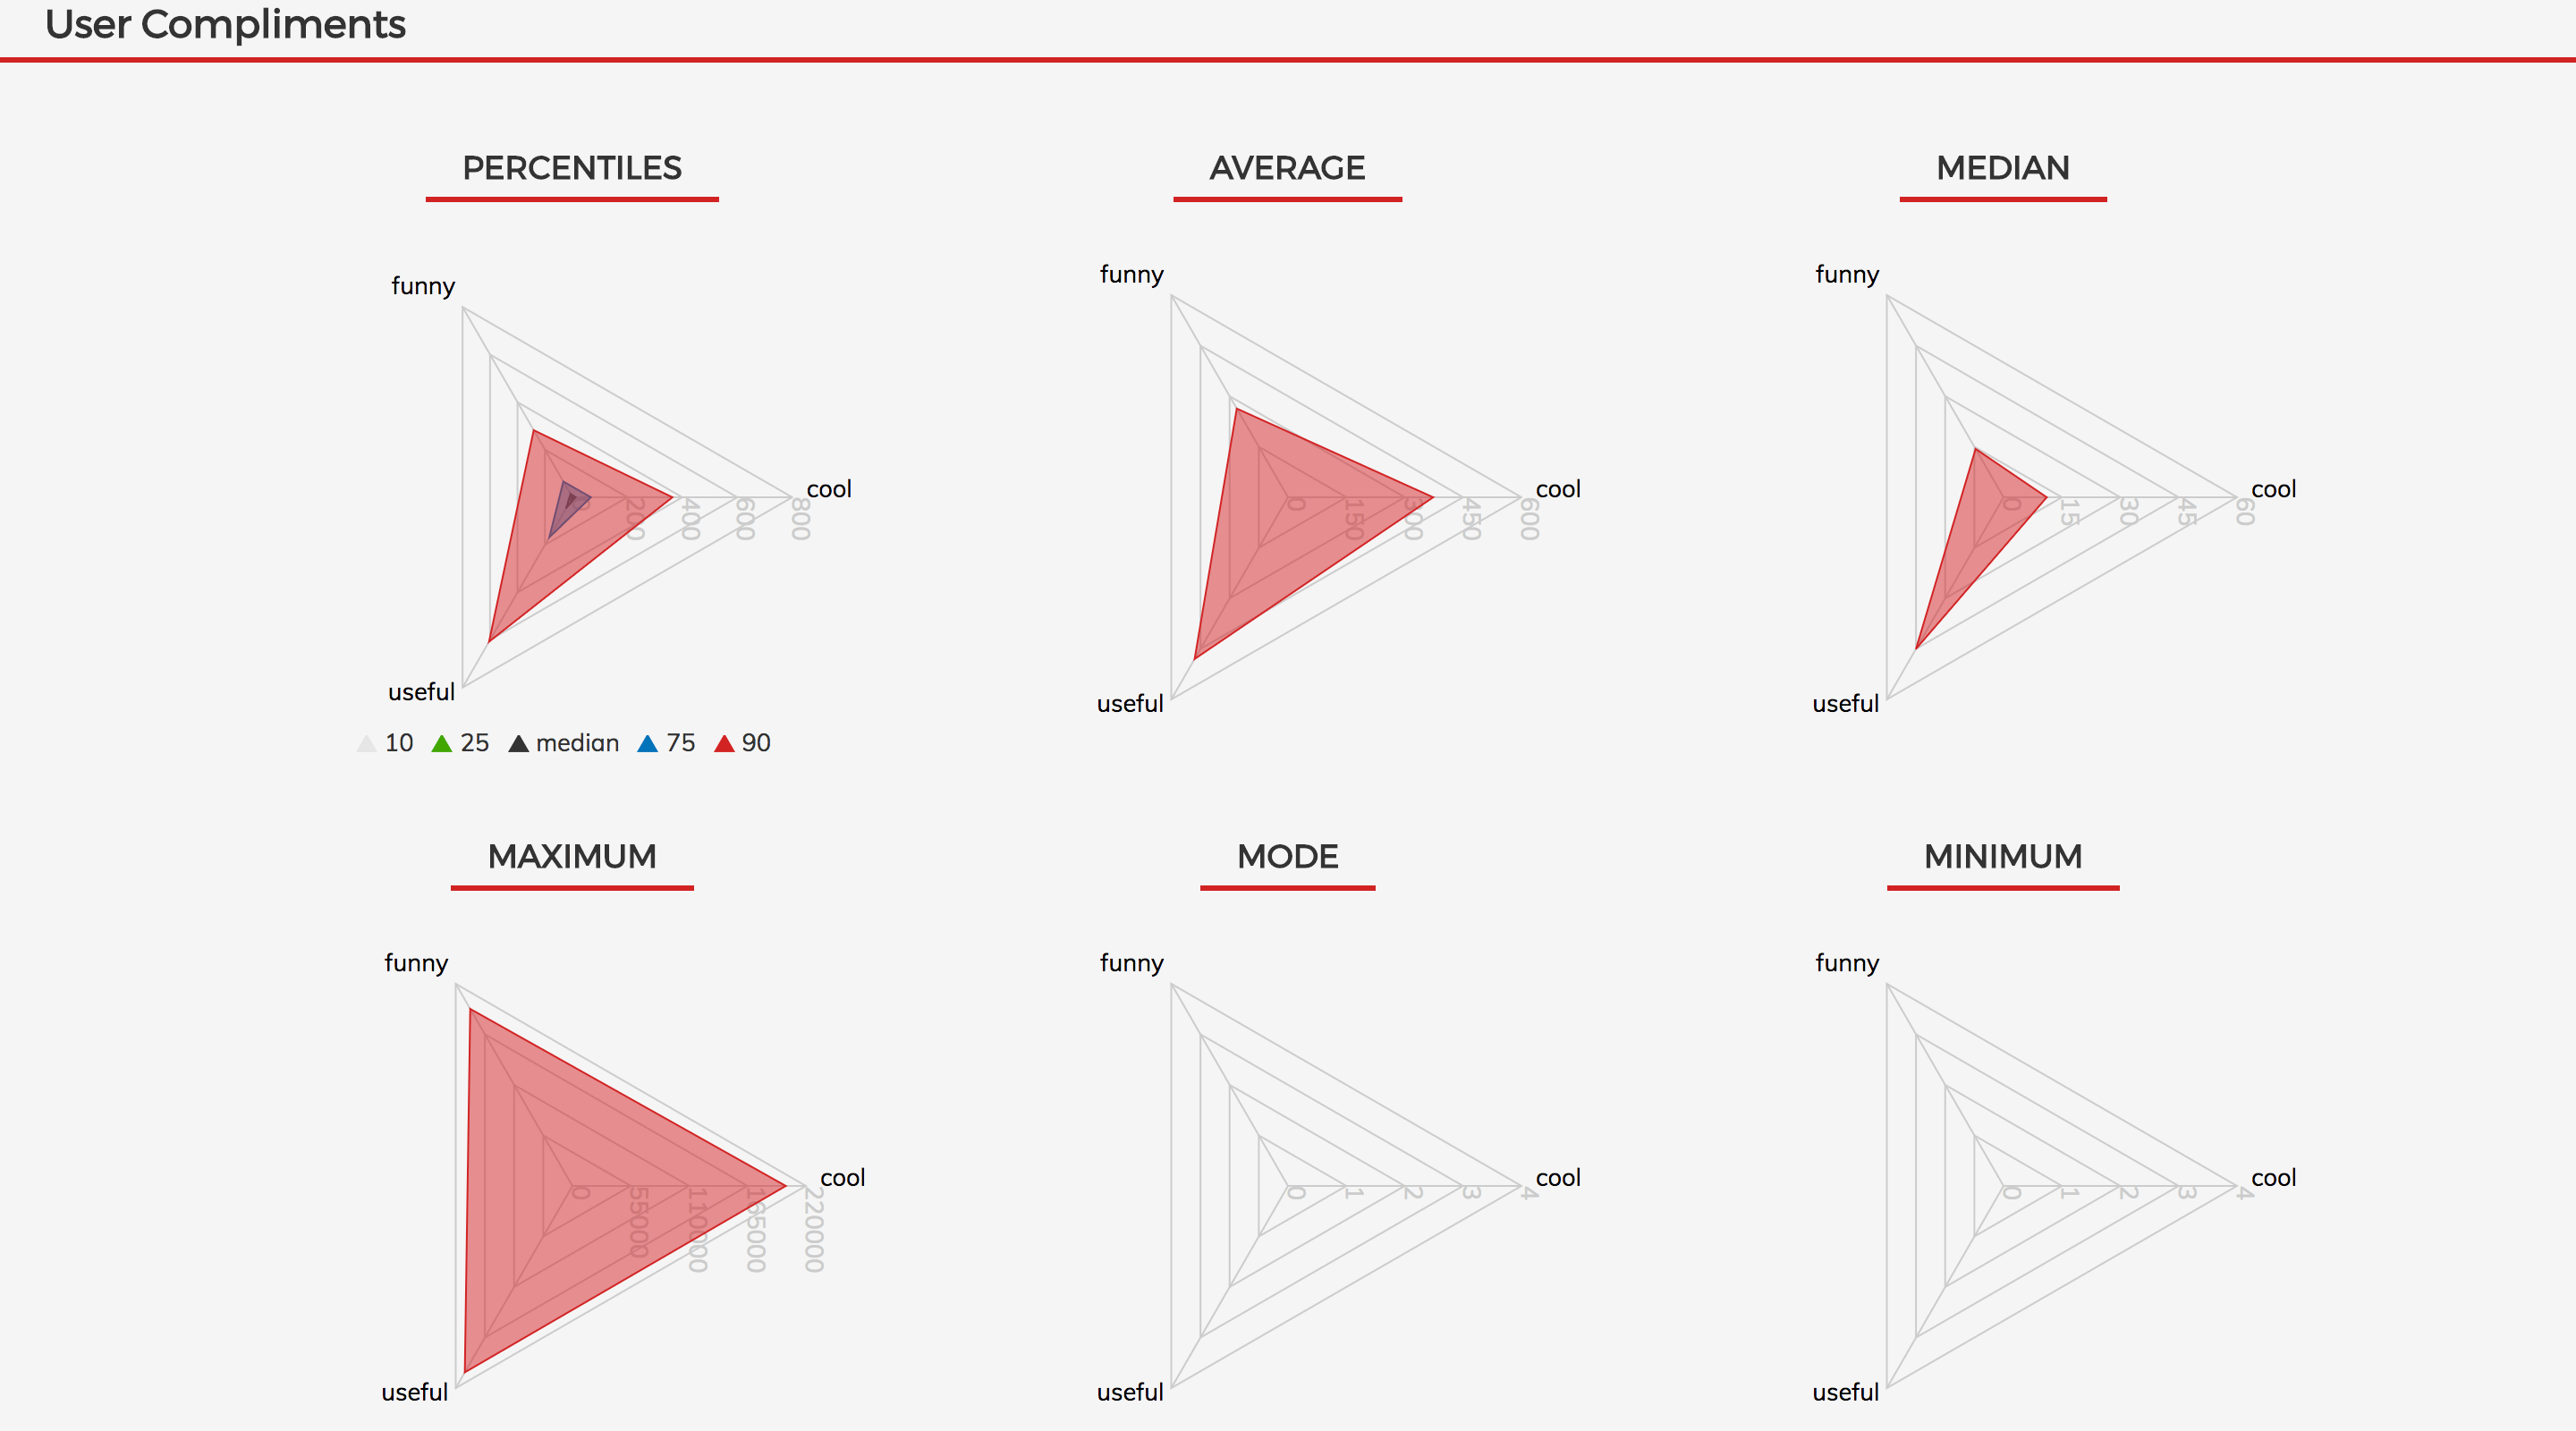 User Compliments
PERCENTILES
funny
cool
0 200 400 600 800
useful
10 25 median 75 90
AVERAGE
funny
cool
0 150 300 450 600
useful
MEDIAN
funny
cool
0 15 30 45 60
useful
MAXIMUM
funny
cool
0 55000 110000 165000 220000
useful
MODE
funny
cool
0 1 2 3 4
useful
MINIMUM
funny
cool
0 1 2 3 4
useful